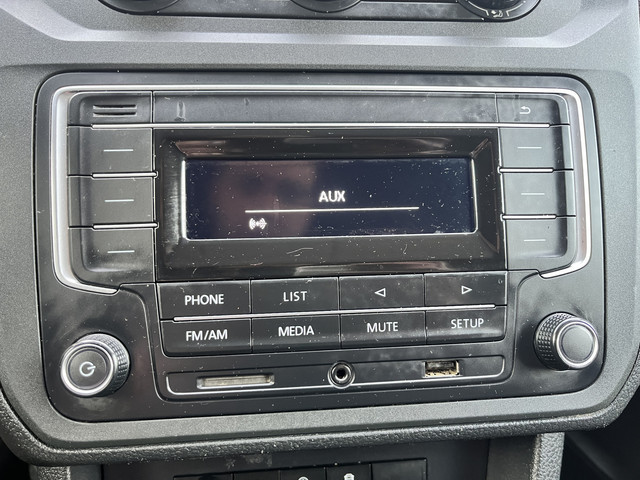 AUX
PHONE LIST
FM/AM MEDIA MUTE SETUP